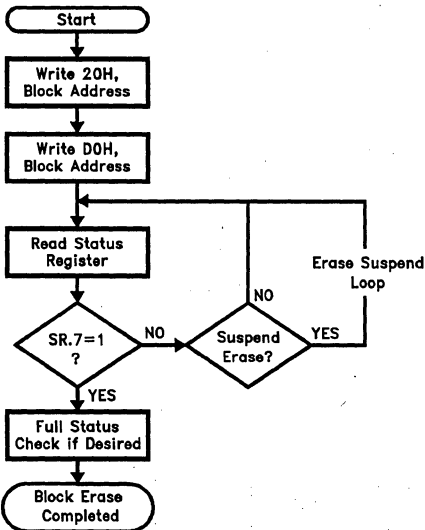 Start
Write 20H,
Block Address
Write D0H,
Block Address
Read Status
Register
Erase Suspend
Loop
NO
SR.7=1
?
NO
Suspend
Erase?
YES
YES
Full Status
Check if Desired
Block Erase
Completed